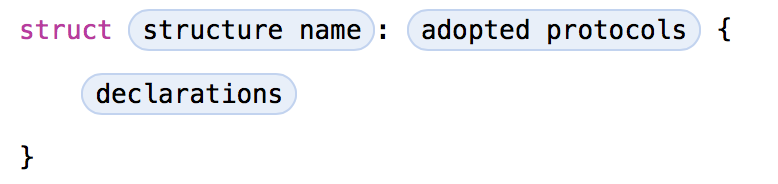 struct structure name: adopted protocols {
declarations
}